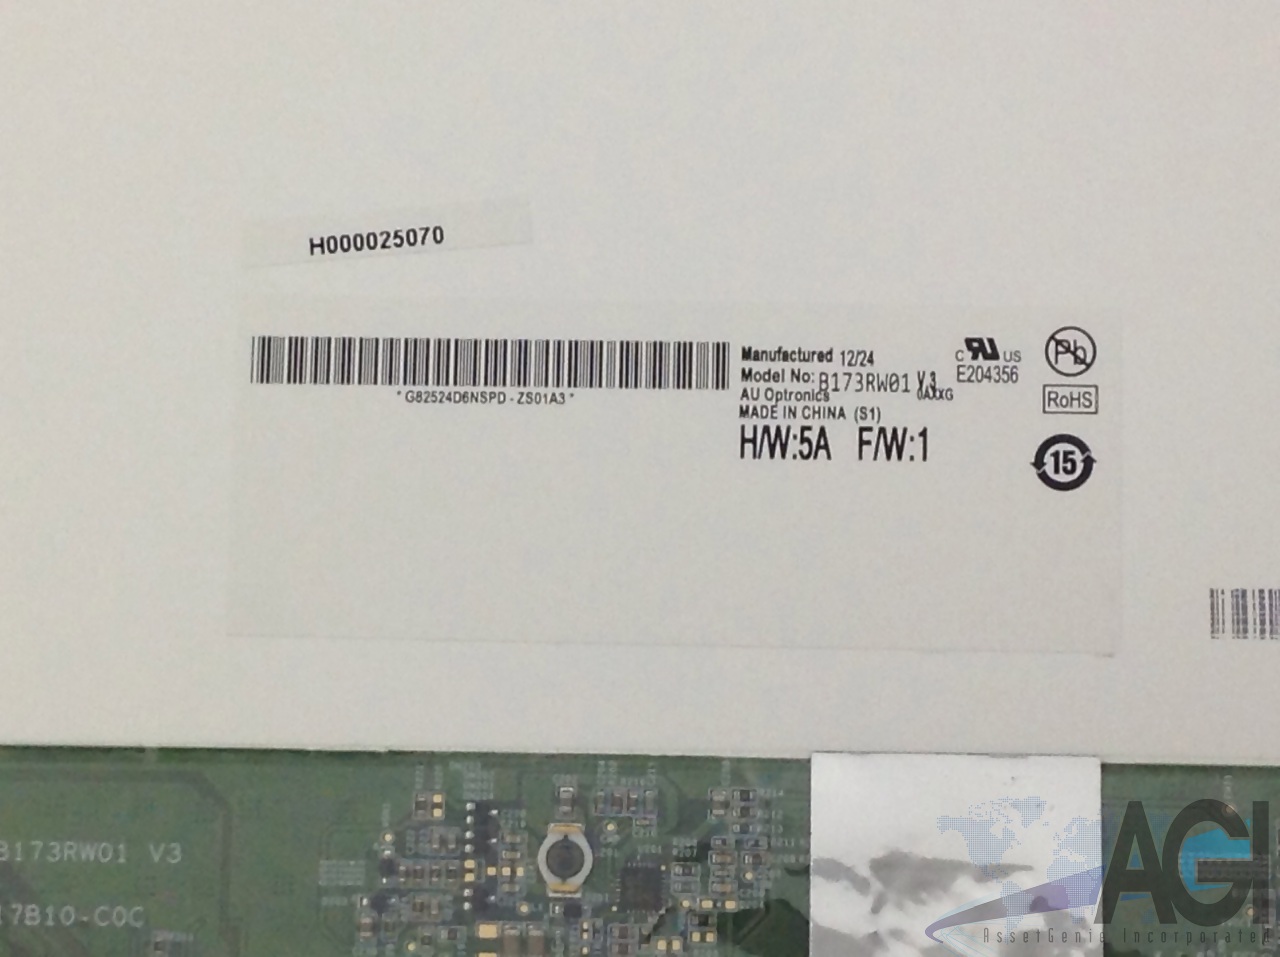 H000025070
*G82524D6NSPD-ZS01A3*
Manufactured 12/24
Model No: B173RW01 V.3
AU Optronics
MADE IN CHINA (S1)
H/W:5A F/W:1
C US
E204356
Pb
RoHS
15
B173RW01 V3
17B10-C0C
AGI
AssetGenie Incorporated